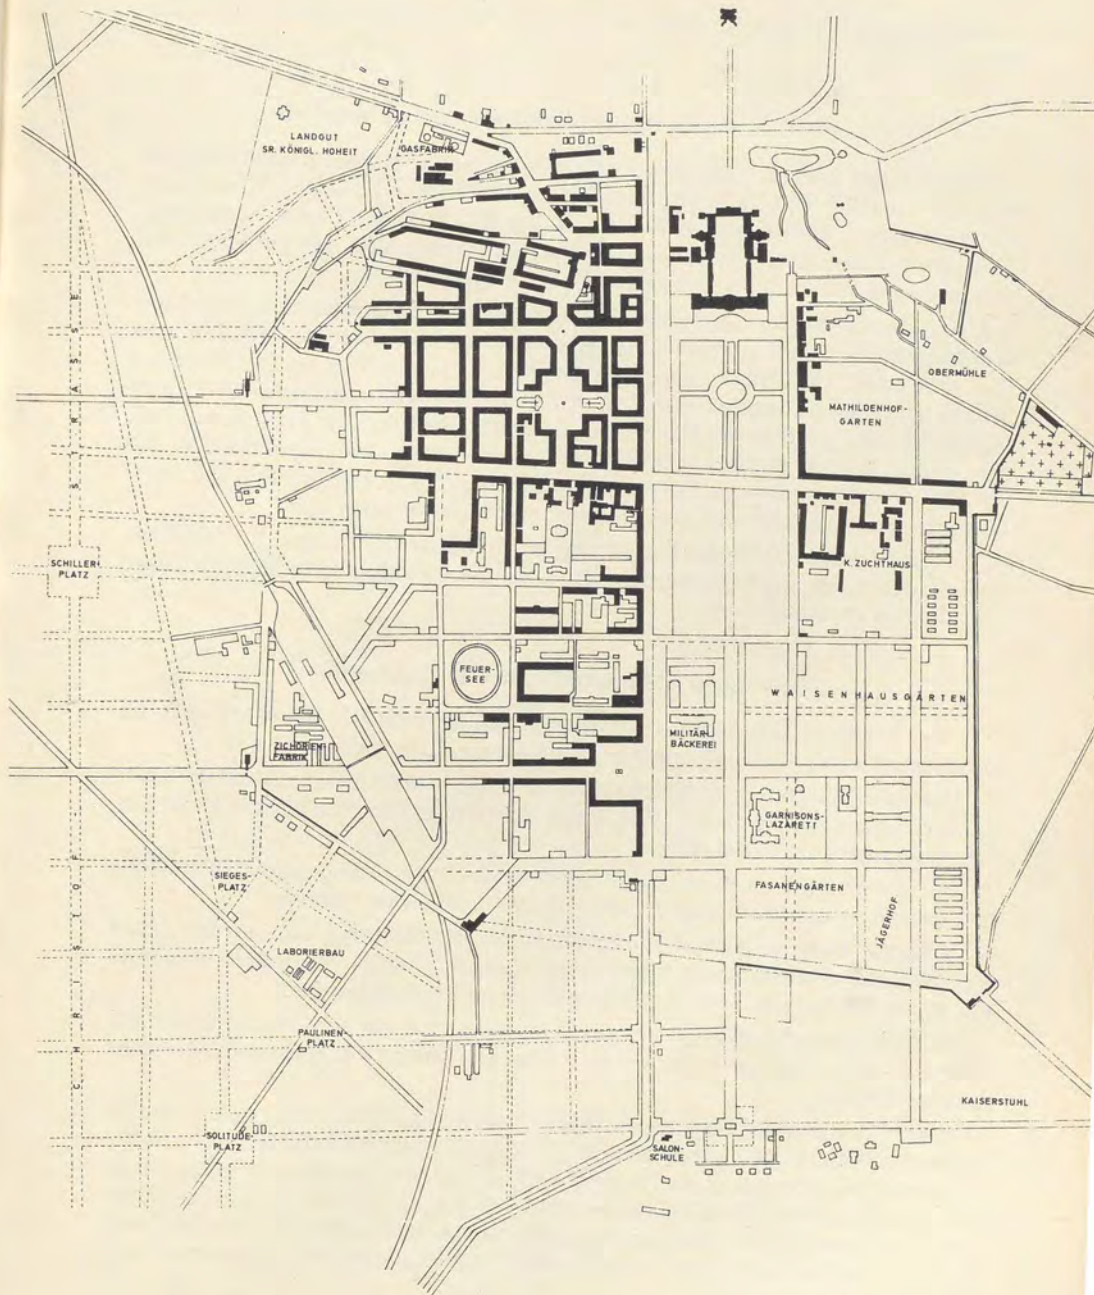 LANDGUT
SR. KÖNIGL. HOHEIT
GASFABRIK
OBERMÜHLE
MATHILDENHOF-
GARTEN
SCHILLER-
PLATZ
K. ZUCHTHAUS
FEUER-
SEE
WAISENHAUSGÄRTEN
MILITÄR-
BÄCKEREI
ZICHORIEN-
FABRIK
GARNISONS-
LAZARETT
SIEGES-
PLATZ
FASANENGÄRTEN
JÄGERHOF
LABORIERBAU
PAULINEN-
PLATZ
KAISERSTUHL
SOLITUDE-
PLATZ
SALON-
SCHULE
CHRISTOFSSTRASSE